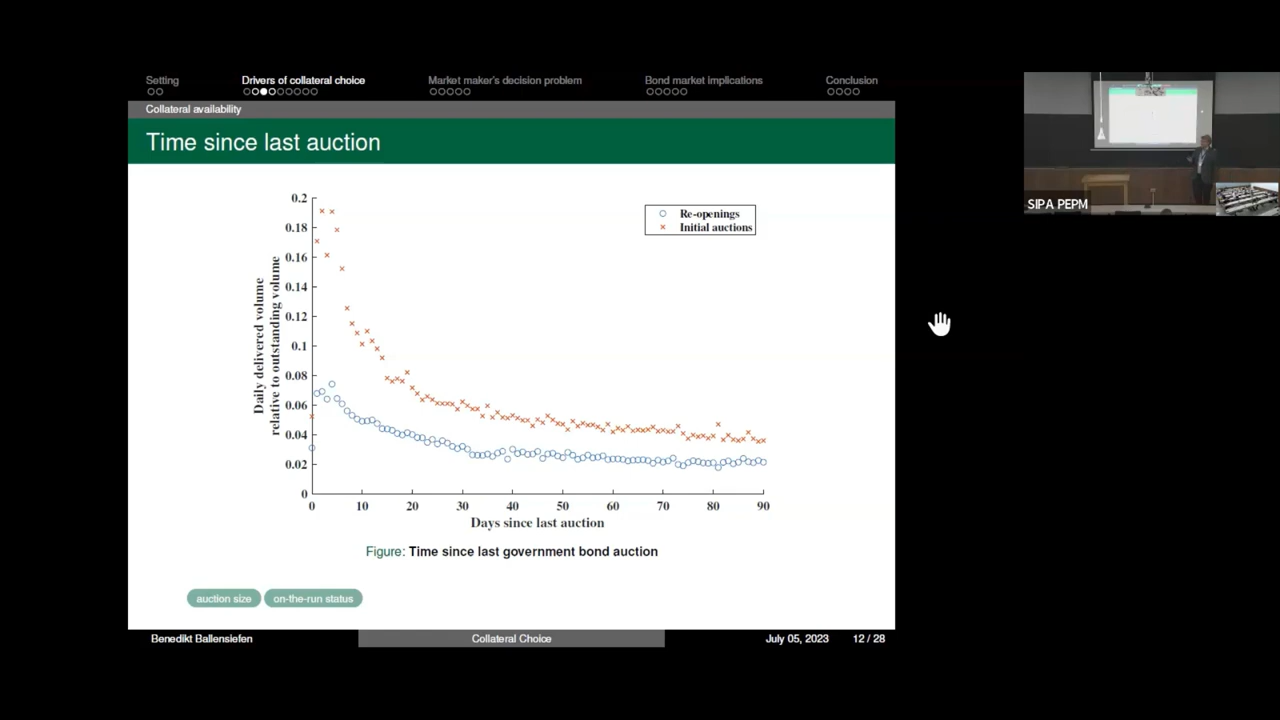 Setting
Drivers of collateral choice
Market maker's decision problem
Bond market implications
Conclusion
Collateral availability
Time since last auction
0.2
0.18
0.16
0.14
0.12
0.1
0.08
0.06
0.04
0.02
0
Daily delivered volume
relative to outstanding volume
Re-openings
Initial auctions
0 10 20 30 40 50 60 70 80 90
Days since last auction
Figure: Time since last government bond auction
auction size
on-the-run status
Benedikt Ballensiefen
Collateral Choice
July 05, 2023
12 / 28
SIPA PEPM